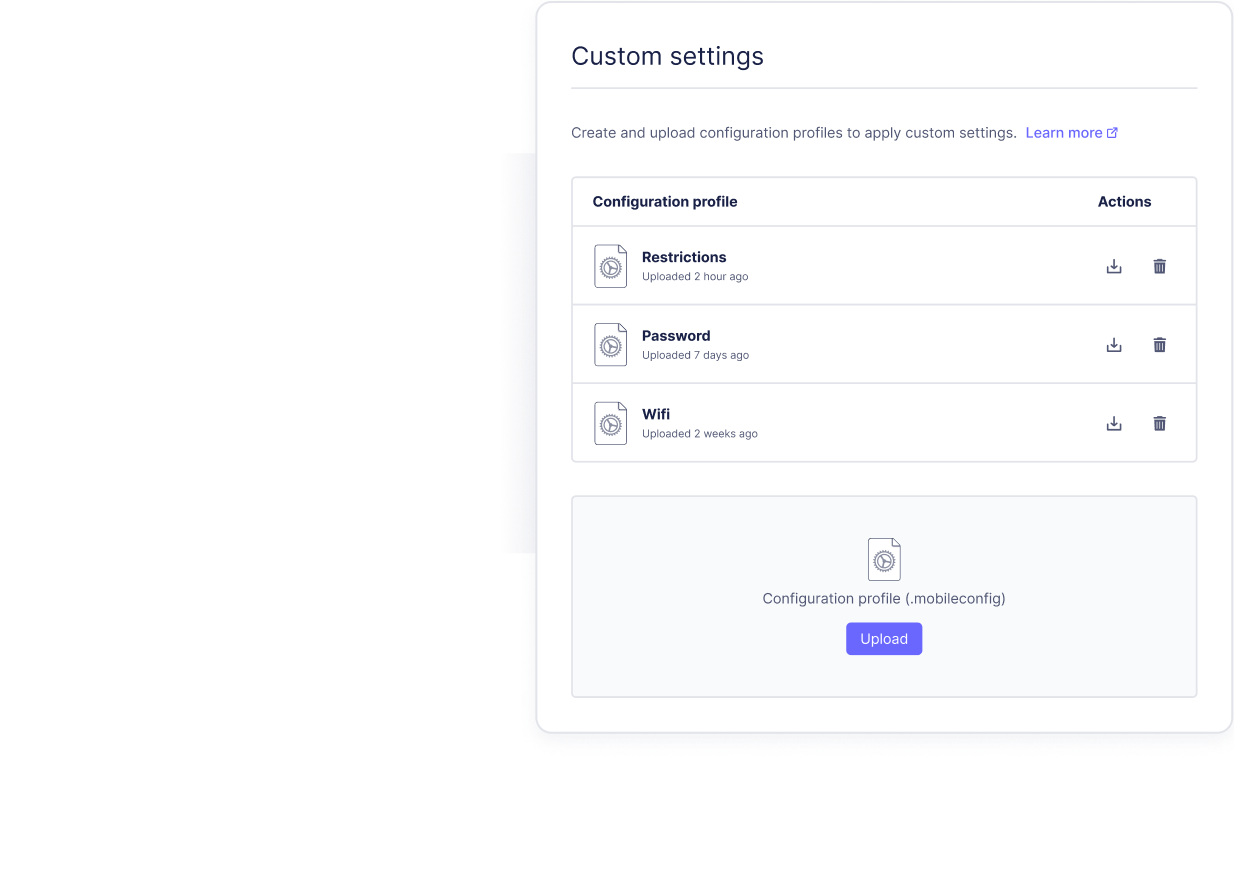 Custom settings
Create and upload configuration profiles to apply custom settings. Learn more
Configuration profile Actions
Restrictions
Uploaded 2 hour ago
Password
Uploaded 7 days ago
Wifi
Uploaded 2 weeks ago
Configuration profile (.mobileconfig)
Upload